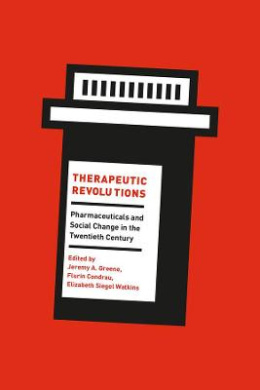 THERAPEUTIC
REVOLUTIONS
Pharmaceuticals and
Social Change in the
Twentieth Century
Edited by
Jeremy A. Greene,
Flurin Condrau,
Elizabeth Siegel Watkins